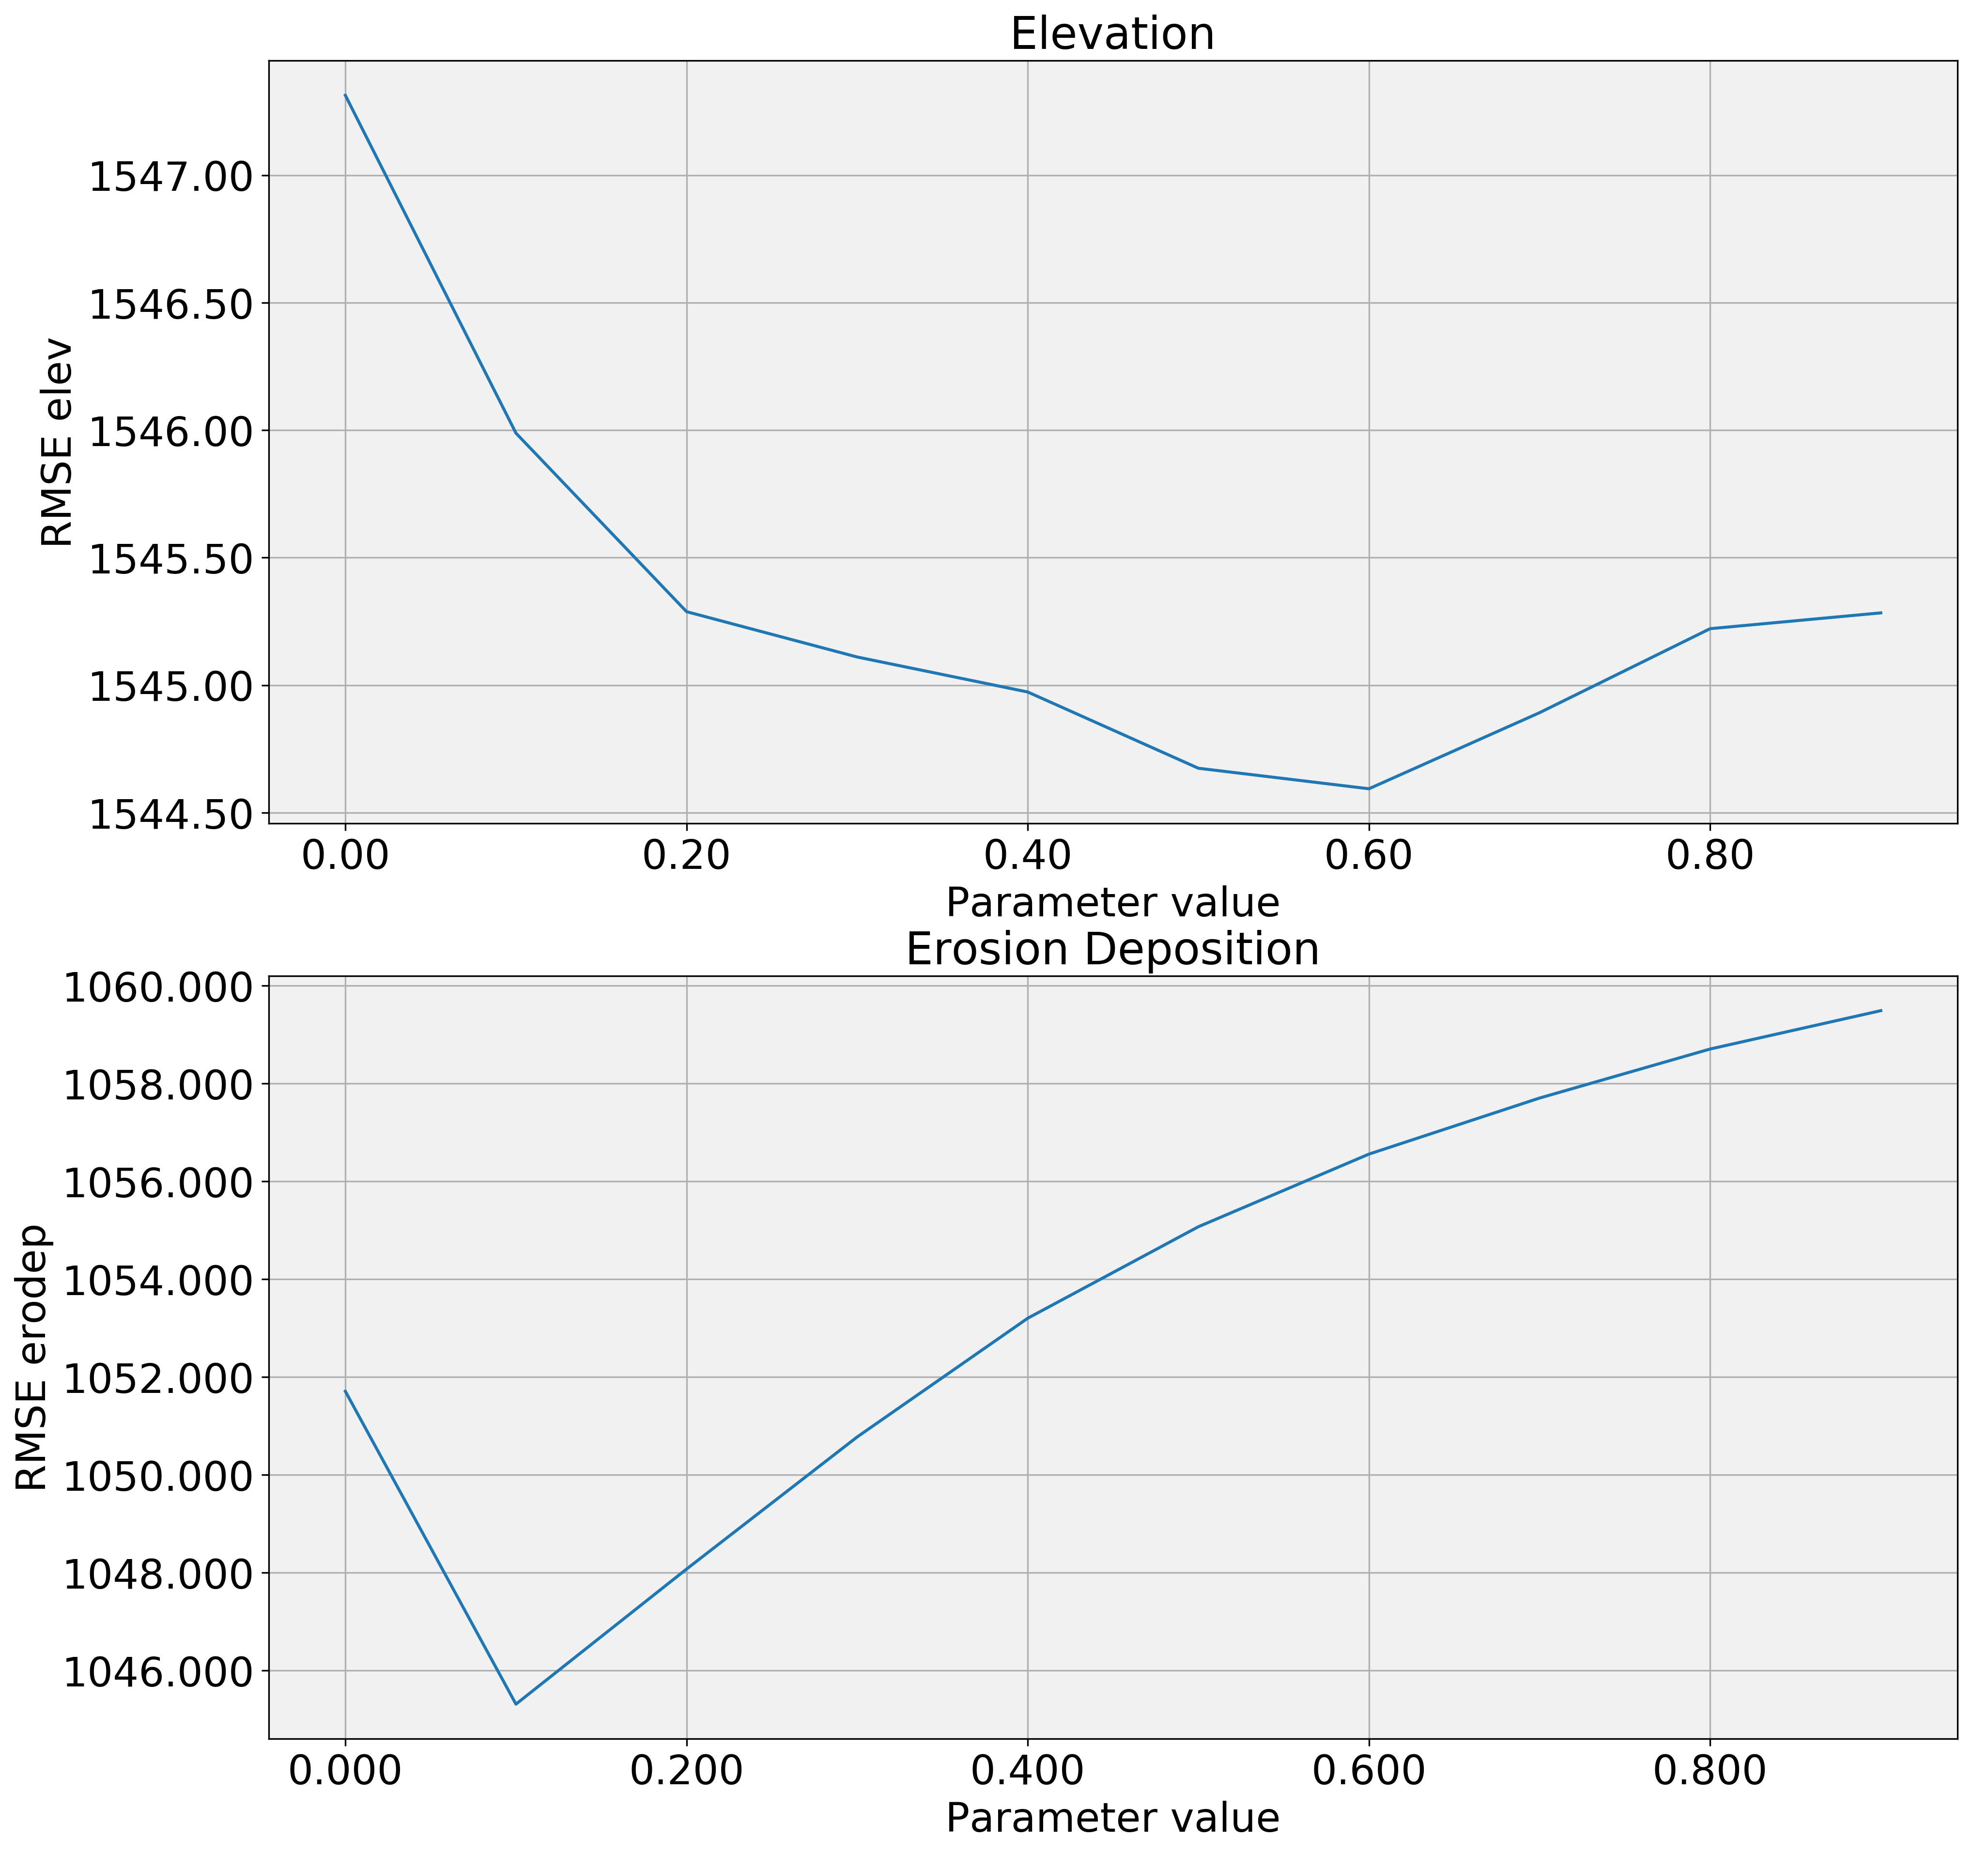 Elevation
RMSE elev
1547.00
1546.50
1546.00
1545.50
1545.00
1544.50
0.00 0.20 0.40 0.60 0.80
Parameter value
Erosion Deposition
RMSE erodep
1060.000
1058.000
1056.000
1054.000
1052.000
1050.000
1048.000
1046.000
0.000 0.200 0.400 0.600 0.800
Parameter value